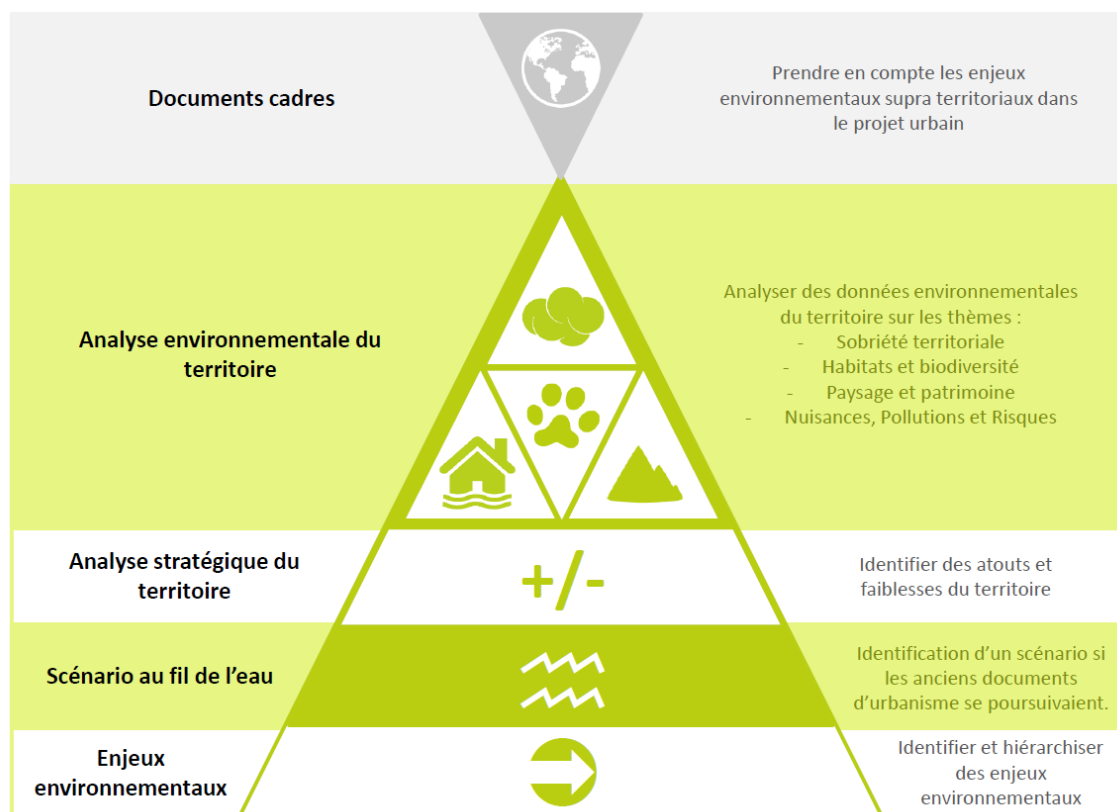 Documents cadres
Prendre en compte les enjeux
environnementaux supra territoriaux dans
le projet urbain
Analyse environnementale du
territoire
Analyser des données environnementales
du territoire sur les thèmes :
- Sobriété territoriale
- Habitats et biodiversité
- Paysage et patrimoine
- Nuisances, Pollutions et Risques
Analyse stratégique du
territoire
+/-
Identifier des atouts et
faiblesses du territoire
Scénario au fil de l’eau
Identification d’un scénario si
les anciens documents
d’urbanisme se poursuivaient.
Enjeux
environnementaux
Identifier et hiérarchiser
des enjeux
environnementaux